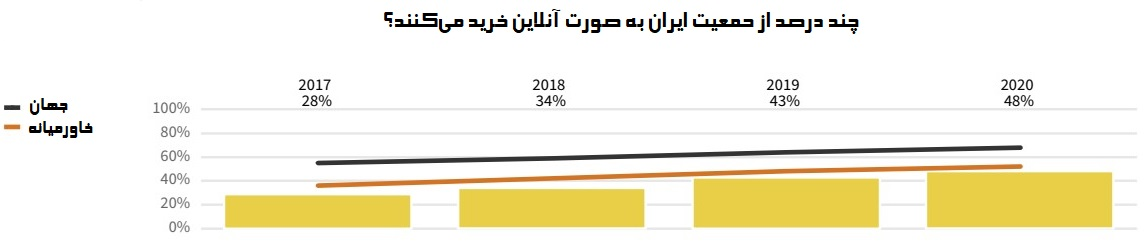 چند درصد از جمعیت ایران به صورت آنلاین خرید می‌کنند؟
2017 2018 2019 2020
28% 34% 43% 48%
جهان
خاورمیانه
100%
80%
60%
40%
20%
0%